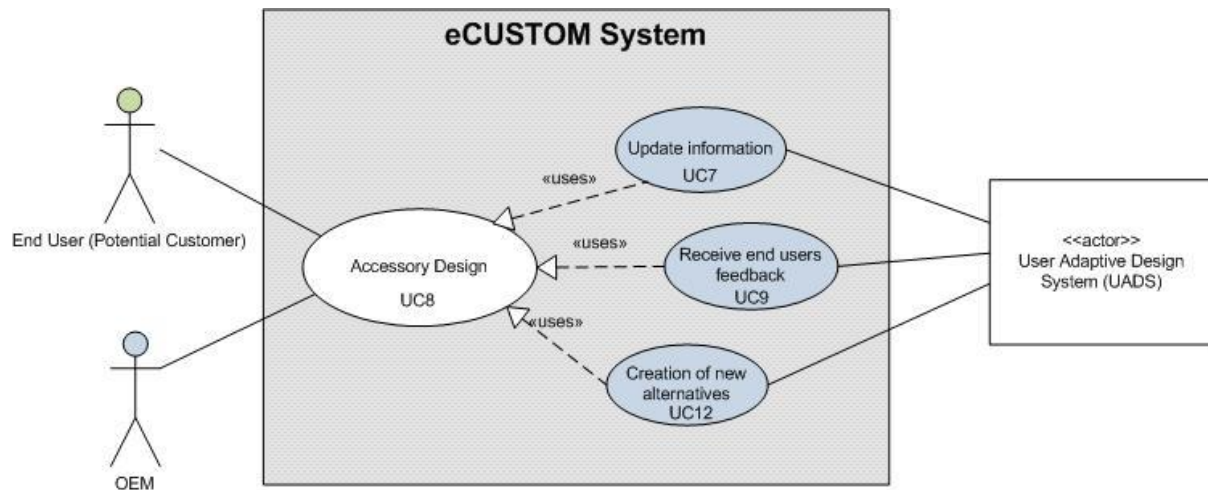 eCUSTOM System
End User (Potential Customer)
OEM
Accessory Design
UC8
«uses»
«uses»
«uses»
Update information
UC7
Receive end users
feedback
UC9
Creation of new
alternatives
UC12
<<actor>>
User Adaptive Design
System (UADS)